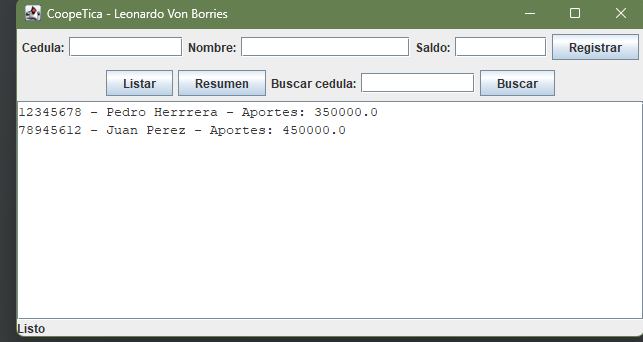 CoopeTica - Leonardo Von Borries
Cedula: Nombre: Saldo: Registrar
Listar Resumen Buscar cedula: Buscar
12345678 - Pedro Herrrera - Aportes: 350000.0
78945612 - Juan Perez - Aportes: 450000.0
Listo